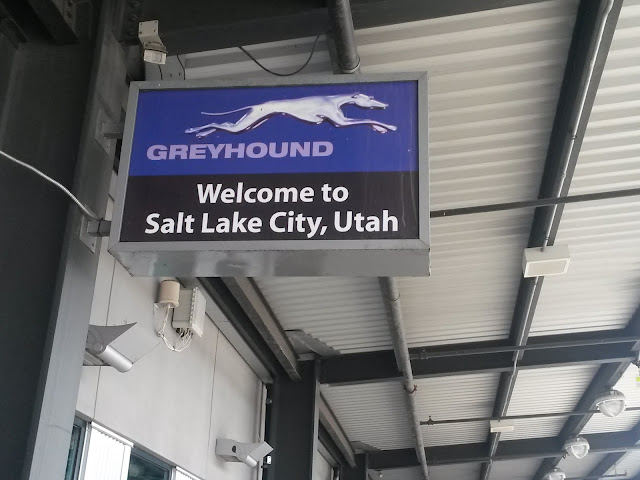 GREYHOUND
Welcome to
Salt Lake City, Utah